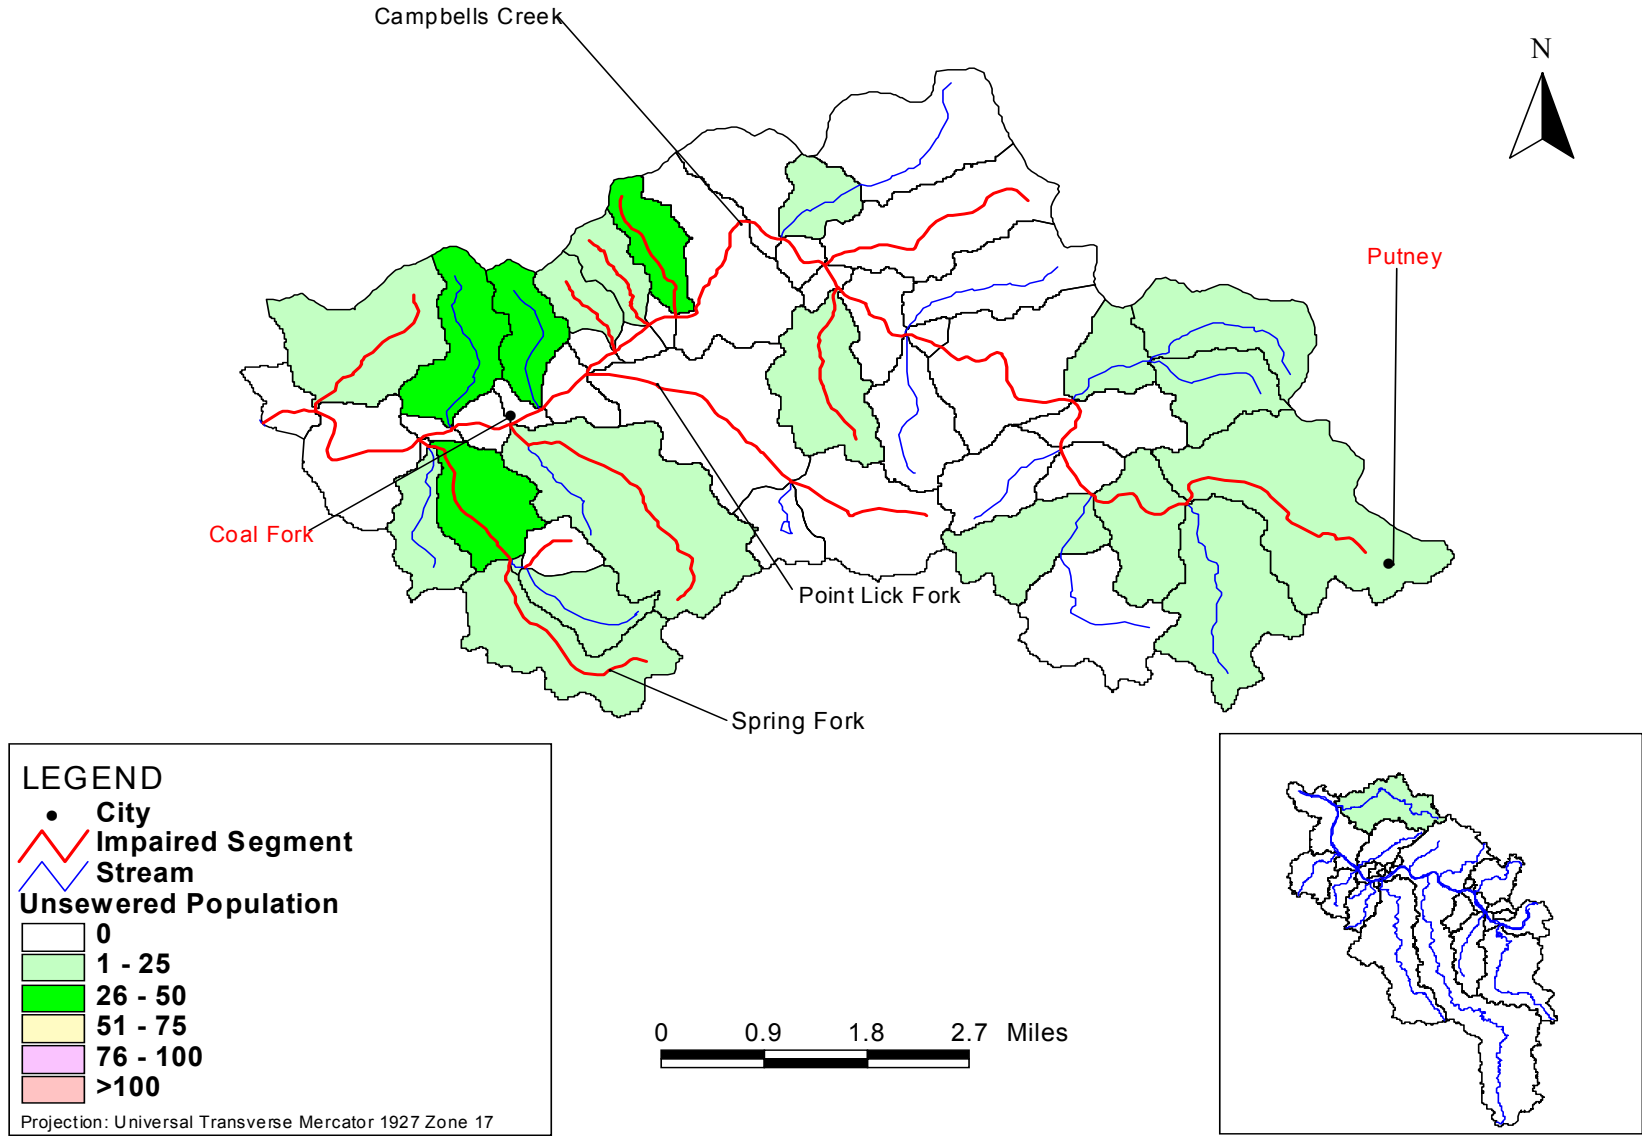 Campbells Creek
N
Putney
Coal Fork
Point Lick Fork
Spring Fork
LEGEND
City
Impaired Segment
Stream
Unsewered Population
0
1 - 25
26 - 50
51 - 75
76 - 100
>100
Projection: Universal Transverse Mercator 1927 Zone 17
0 0.9 1.8 2.7 Miles